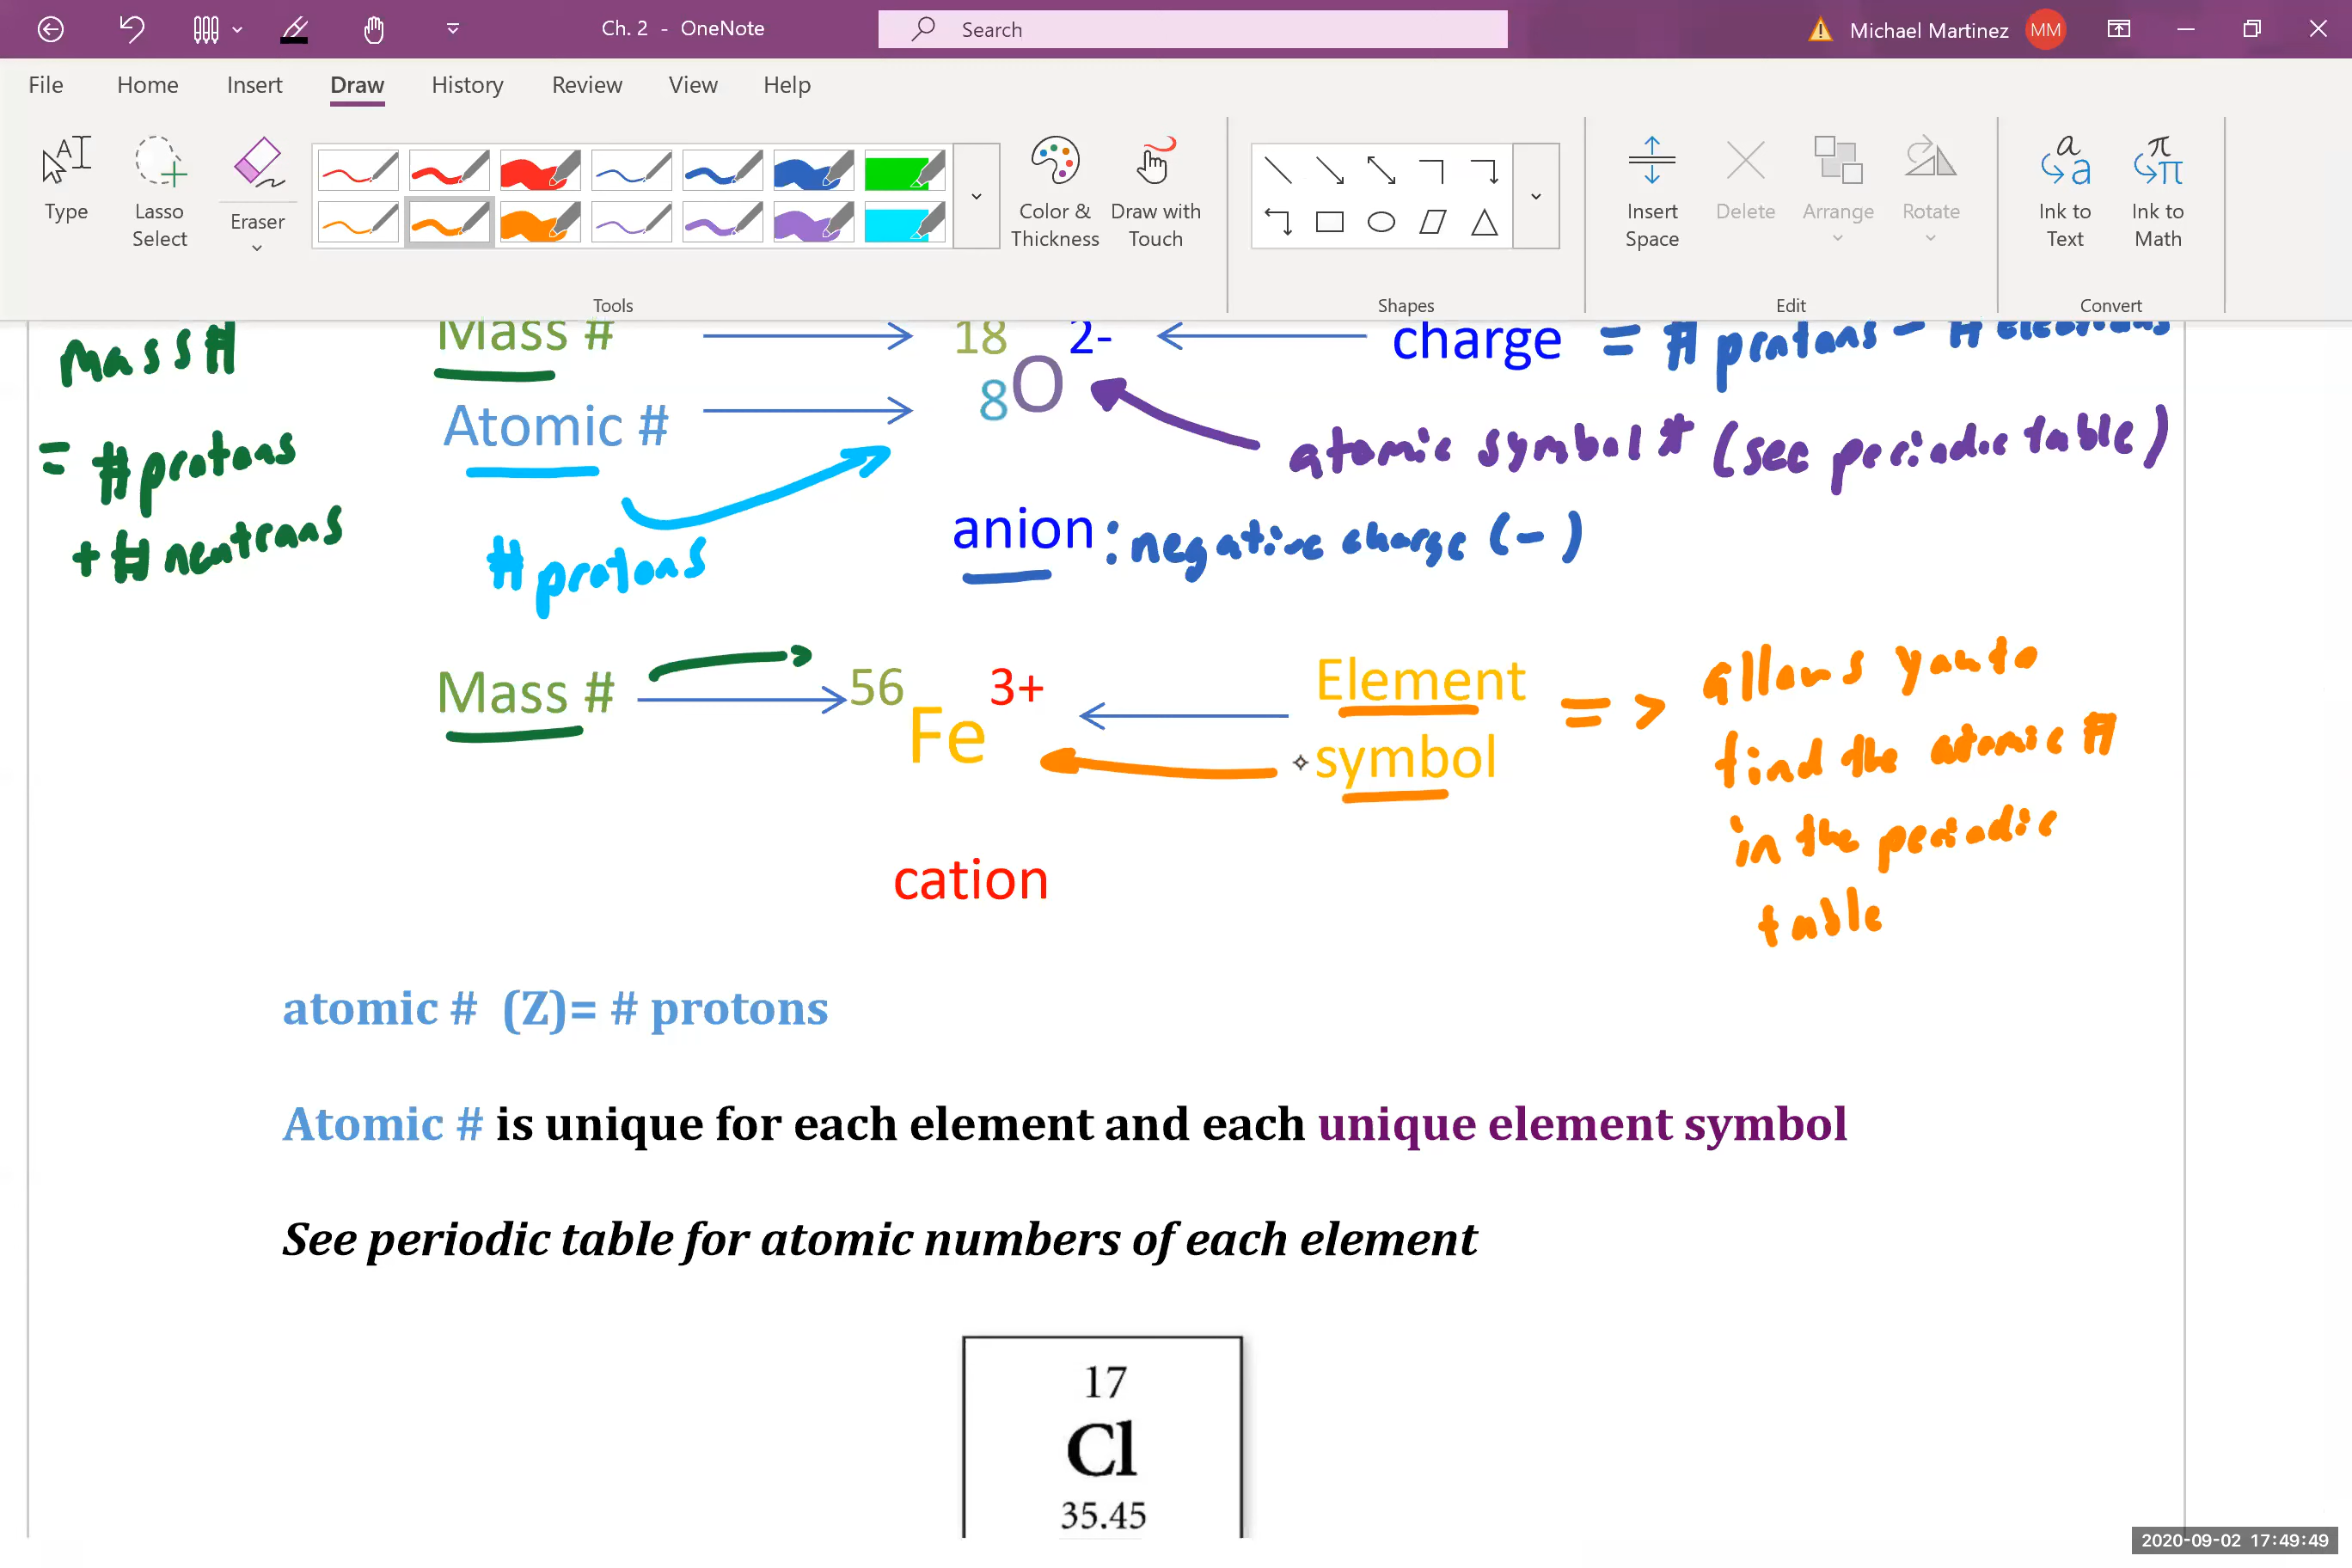 Ch. 2 - OneNote
Search
Michael Martinez
MM
File Home Insert Draw History Review View Help
Type
Lasso Select
Eraser
Color & Thickness
Draw with Touch
Insert Space
Delete
Arrange
Rotate
Ink to Text
Ink to Math
Tools
Shapes
Edit
Convert
Mass #
= # protons
+ # neutrons
Mass #
18
2-
8
O
charge = # protons - # electrons
Atomic #
# protons
atomic symbol * (see periodic table)
anion : negative charge (-)
Mass #
56
3+
Fe
Element
symbol
=> allows you to
find the atomic #
in the periodic
table
cation
atomic # (Z)= # protons
Atomic # is unique for each element and each unique element symbol
See periodic table for atomic numbers of each element
17
Cl
35.45
2020-09-02 17:49:49